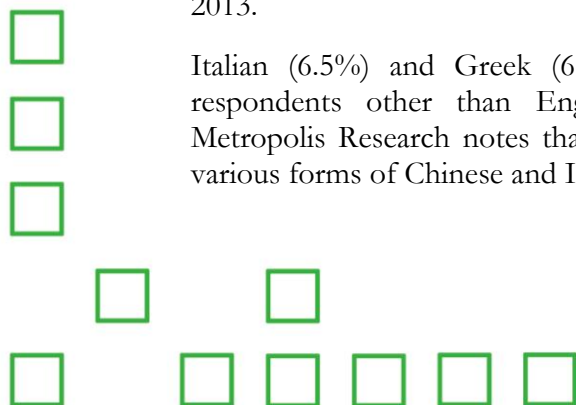 2013.
Italian (6.5%) and Greek (6
respondents other than Eng
Metropolis Research notes tha
various forms of Chinese and I